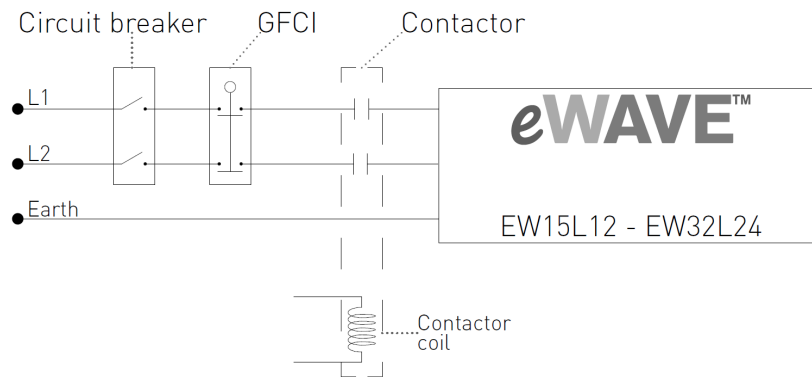 Circuit breaker GFCI Contactor
L1
eWAVE™
L2
Earth
EW15L12 - EW32L24
Contactor
coil